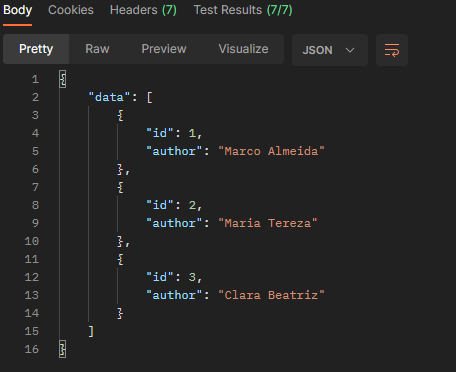 Body Cookies Headers (7) Test Results (7/7)
Pretty Raw Preview Visualize JSON
1 {
2 "data": [
3 {
4 "id": 1,
5 "author": "Marco Almeida"
6 },
7 {
8 "id": 2,
9 "author": "Maria Tereza"
10 },
11 {
12 "id": 3,
13 "author": "Clara Beatriz"
14 }
15 ]
16 }